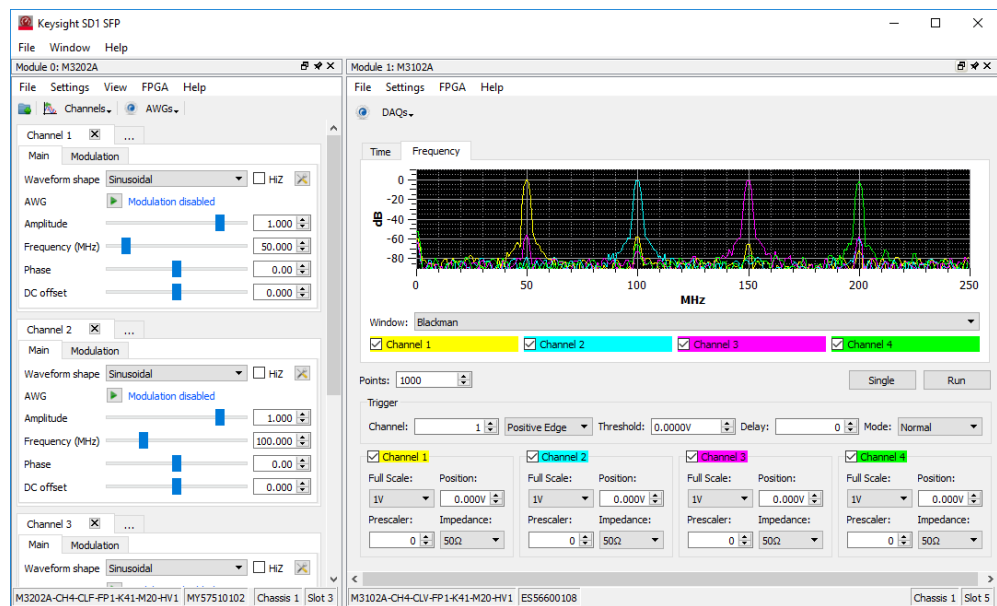 Keysight SD1 SFP
File Window Help
Module 0: M3202A
File Settings View FPGA Help
Channels AWGs
Channel 1 ...
Main Modulation
Waveform shape Sinusoidal HiZ
AWG Modulation disabled
Amplitude 1.000
Frequency (MHz) 50.000
Phase 0.00
DC offset 0.000
Channel 2 ...
Main Modulation
Waveform shape Sinusoidal HiZ
AWG Modulation disabled
Amplitude 1.000
Frequency (MHz) 100.000
Phase 0.00
DC offset 0.000
Channel 3 ...
Main Modulation
Waveform shape Sinusoidal HiZ
M3202A-CH4-CLF-FP1-K41-M20-HV1 MY57510102 Chassis 1 Slot 3
Module 1: M3102A
File Settings FPGA Help
DAQs
Time Frequency
0
-20
-40
-60
-80
dB
0 50 100 150 200 250
MHz
Window: Blackman
Channel 1 Channel 2 Channel 3 Channel 4
Points: 1000 Single Run
Trigger
Channel: 1 Positive Edge Threshold: 0.0000V Delay: 0 Mode: Normal
Channel 1 Channel 2 Channel 3 Channel 4
Full Scale: Position: Full Scale: Position: Full Scale: Position: Full Scale: Position:
1V 0.000V 1V 0.000V 1V 0.000V 1V 0.000V
Prescaler: Impedance: Prescaler: Impedance: Prescaler: Impedance: Prescaler: Impedance:
0 50Ω 0 50Ω 0 50Ω 0 50Ω
M3102A-CH4-CLV-FP1-K41-M20-HV1 ES56600108 Chassis 1 Slot 5